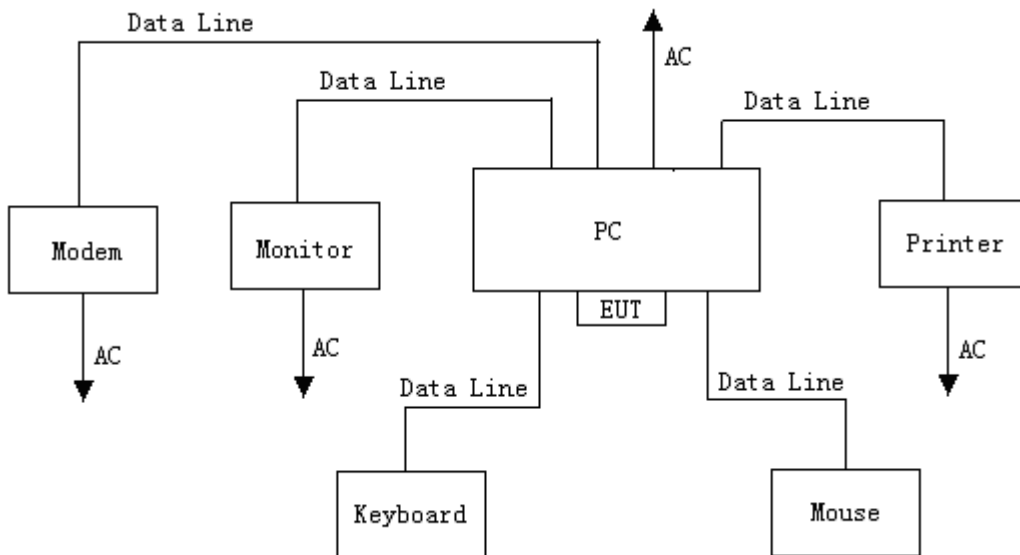 Data Line
AC
Data Line
Data Line
Modem
Monitor
PC
Printer
EUT
AC
AC
AC
Data Line
Data Line
Keyboard
Mouse